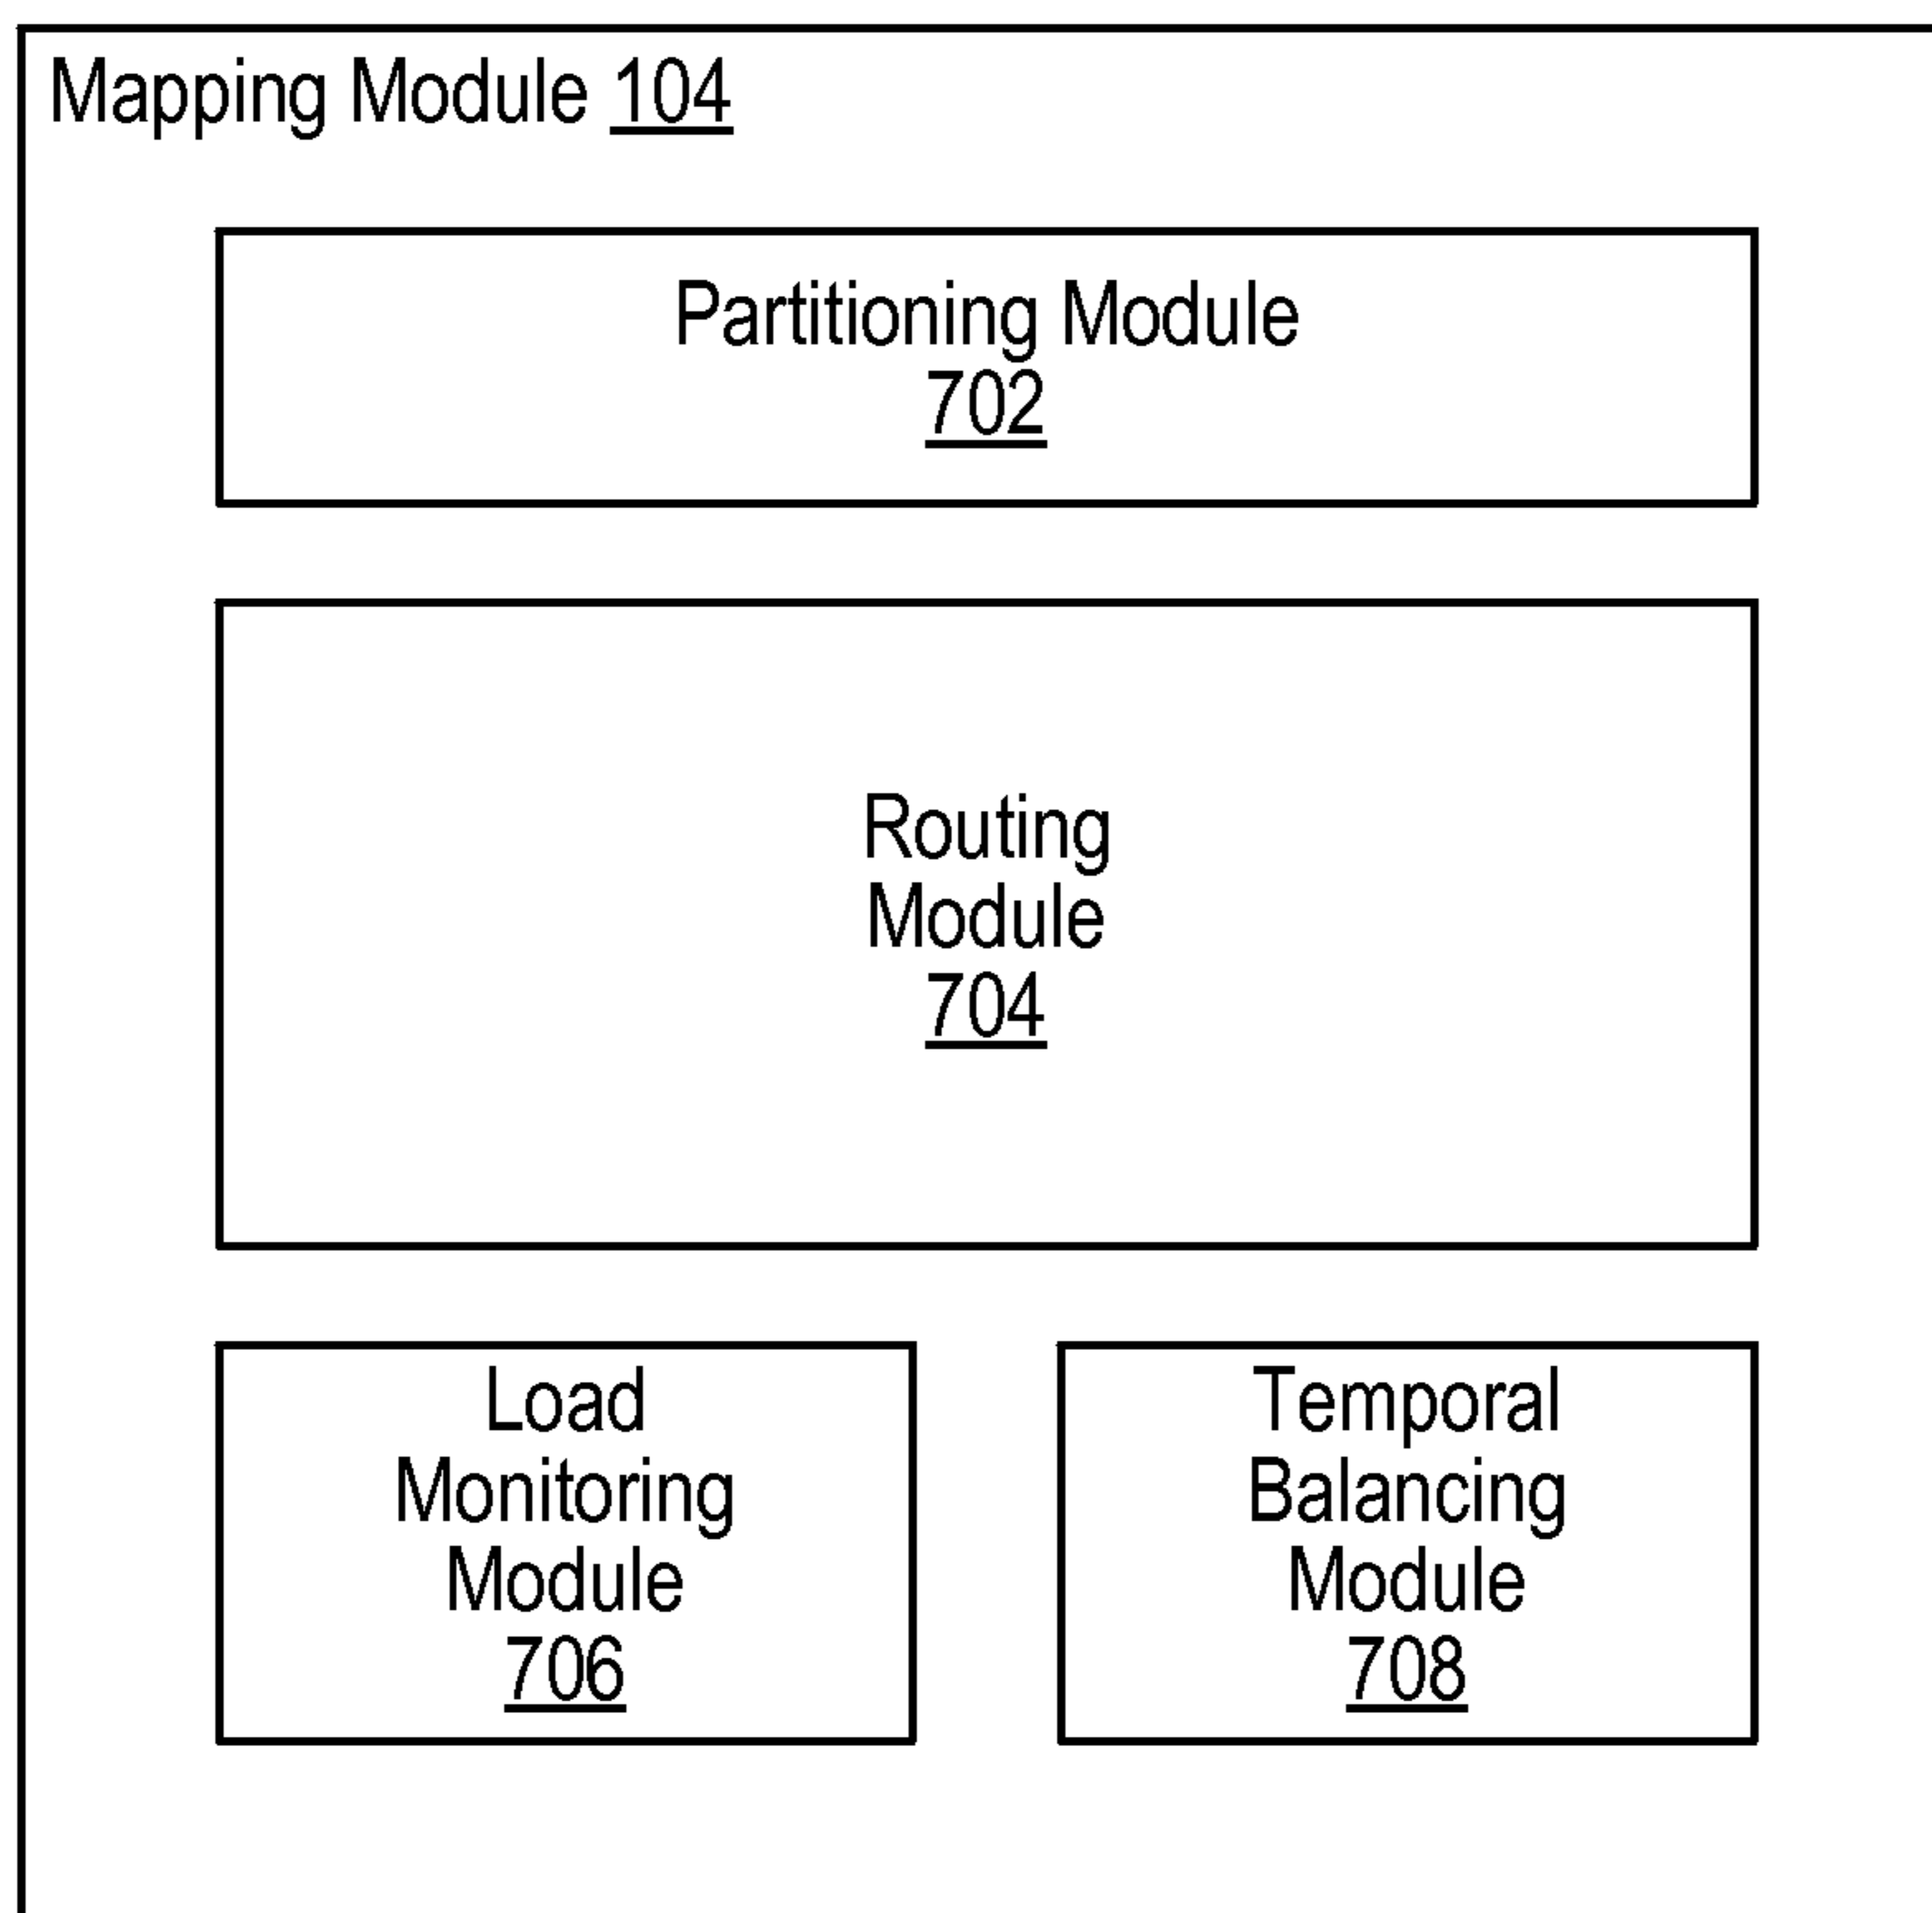 Mapping Module 104
Partitioning Module
702
Routing
Module
704
Load
Monitoring
Module
706
Temporal
Balancing
Module
708